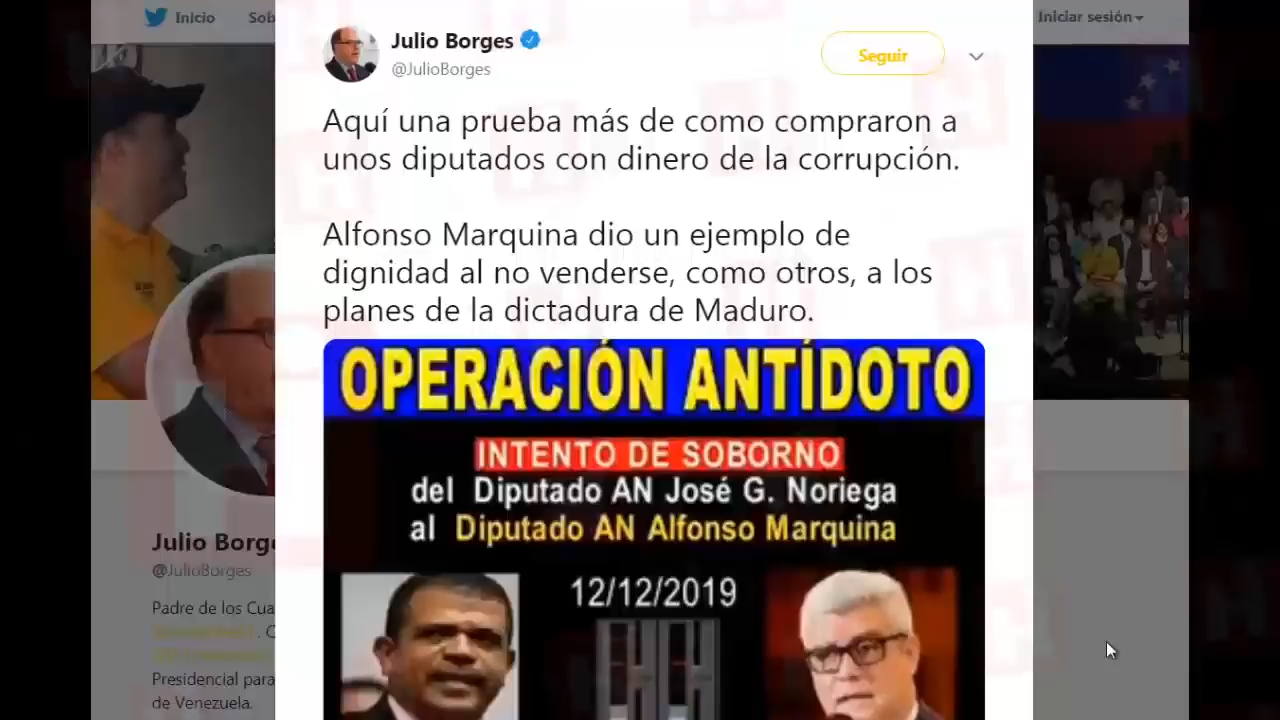 Inicio
Sob
Iniciar sesión
Julio Borges
@JulioBorges
Seguir
Aquí una prueba más de como compraron a
unos diputados con dinero de la corrupción.
Alfonso Marquina dio un ejemplo de
dignidad al no venderse, como otros, a los
planes de la dictadura de Maduro.
OPERACIÓN ANTÍDOTO
INTENTO DE SOBORNO
del Diputado AN José G. Noriega
al Diputado AN Alfonso Marquina
12/12/2019
Julio Borg
@JulioBorges
Padre de los Cua
Presidencial para
de Venezuela.